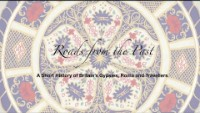 Roads from the Past
A Short History of Britain's Gypsies, Roma and Travellers